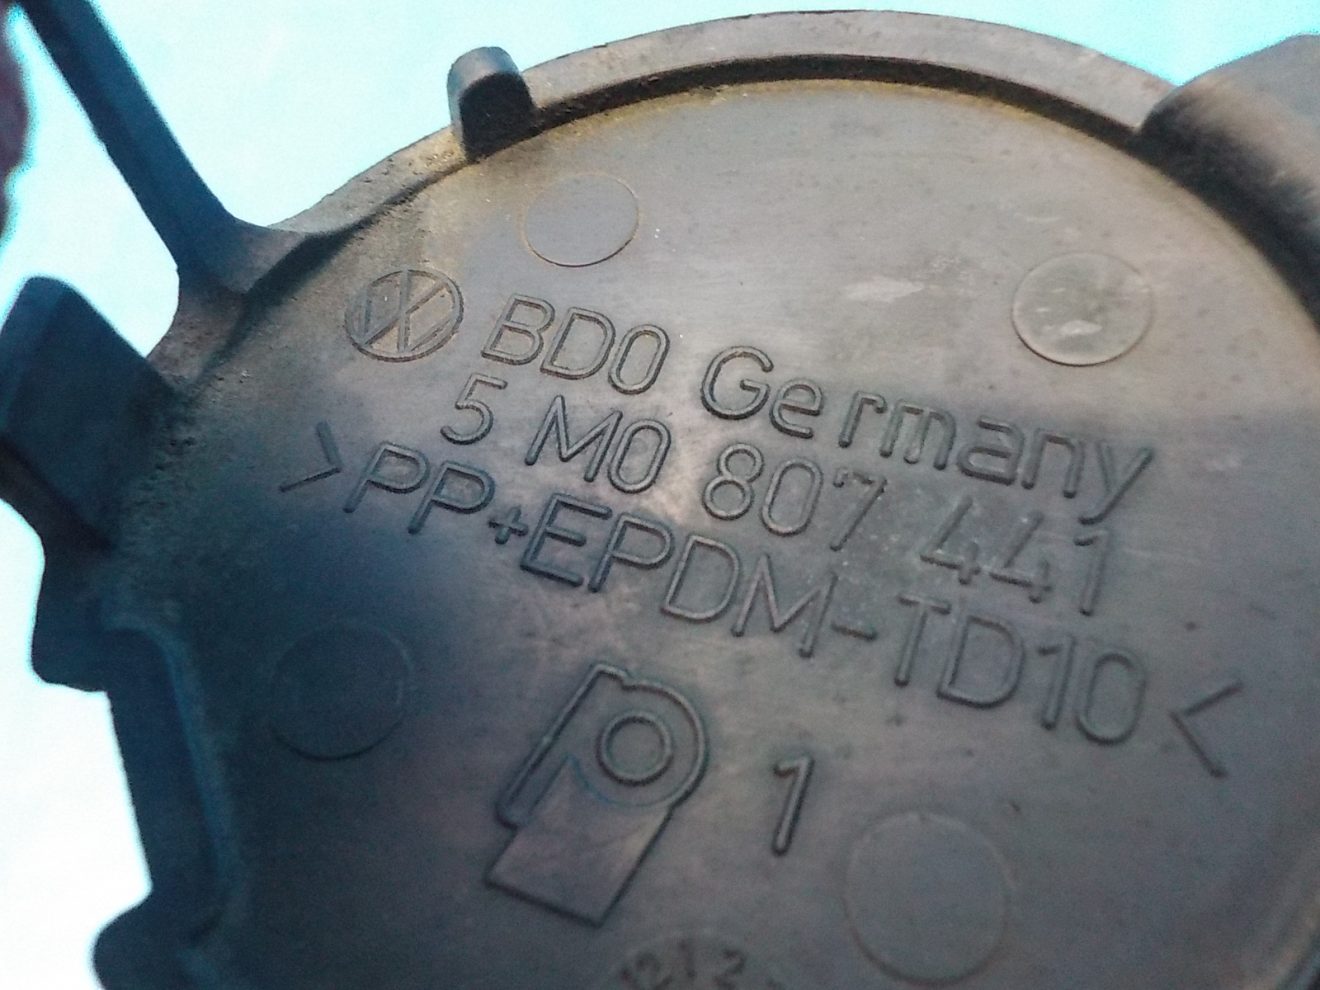 BD0 Germany
5 M0 807 441
>PP+EPDM-TD10<
1